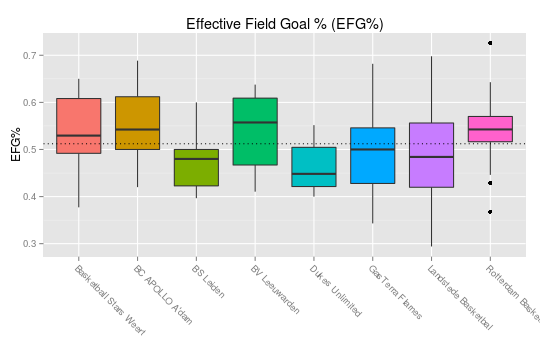 Effective Field Goal % (EFG%)
EFG%
0.7
0.6
0.5
0.4
0.3
Basketball Stars Weert
BC APOLLO A'dam
BS Leiden
BV Leeuwarden
Dukes Unlimited
GasTerra Flames
Landstede Basketbal
Rotterdam Baske